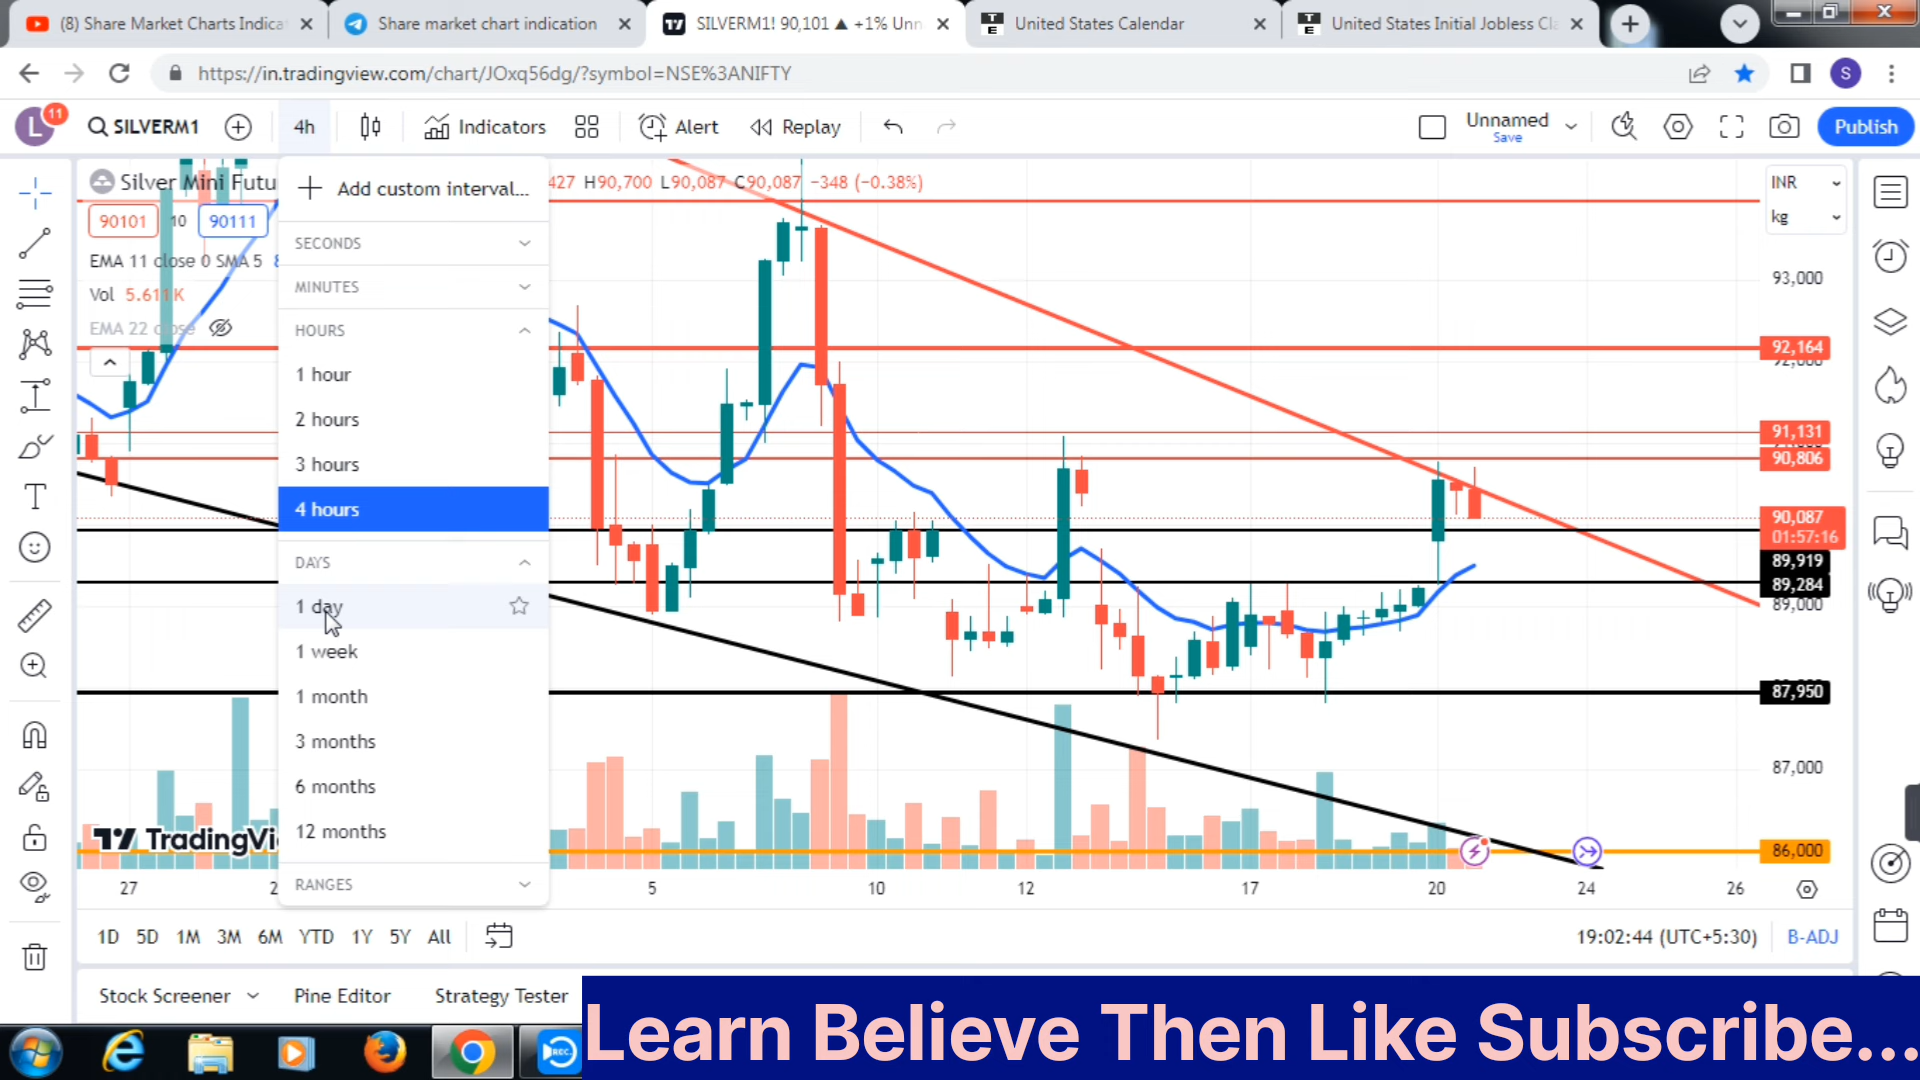 (8) Share Market Charts Indica
Share market chart indication
SILVERM1! 90,101 ▲ +1% Unn
United States Calendar
United States Initial Jobless Cl
https://in.tradingview.com/chart/JOxq56dg/?symbol=NSE%3ANIFTY
S
L
11
SILVERM1
4h
Indicators
Alert
Replay
Unnamed
Save
Publish
Silver Mini Futu
427 H90,700 L90,087 C90,087 −348 (−0.38%)
90101
10
90111
EMA 11 close 0 SMA 5 8
Vol 5.611K
EMA 22 close
Add custom interval...
SECONDS
MINUTES
HOURS
1 hour
2 hours
3 hours
4 hours
DAYS
1 day
1 week
1 month
3 months
6 months
12 months
RANGES
INR
kg
93,000
92,164
92,000
91,131
90,806
90,087
01:57:16
89,919
89,284
89,000
87,950
87,000
86,000
TradingVi
27
2
5
10
12
17
20
24
26
1D 5D 1M 3M 6M YTD 1Y 5Y All
19:02:44 (UTC+5:30)
B-ADJ
Stock Screener
Pine Editor
Strategy Tester
REC
Learn Believe Then Like Subscribe...